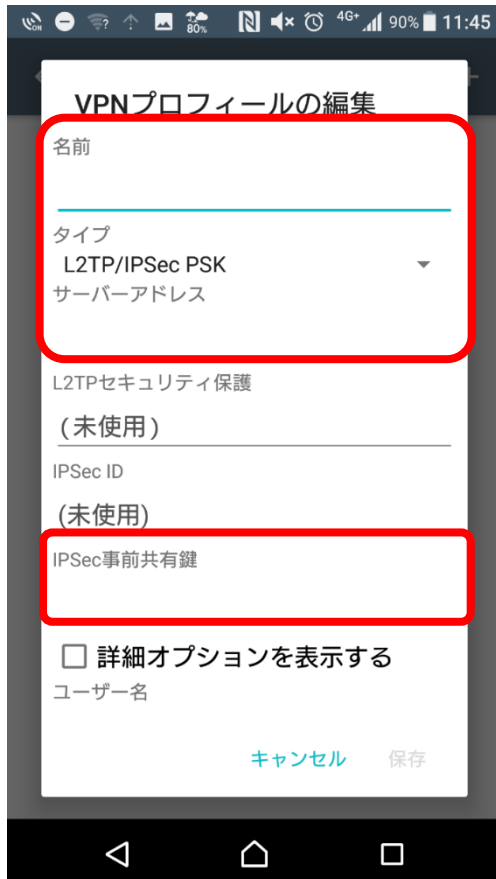 80%
4G+ 90% 11:45
VPNプロフィールの編集
名前
タイプ
L2TP/IPSec PSK
サーバーアドレス
L2TPセキュリティ保護
(未使用)
IPSec ID
(未使用)
IPSec事前共有鍵
詳細オプションを表示する
ユーザー名
キャンセル 保存